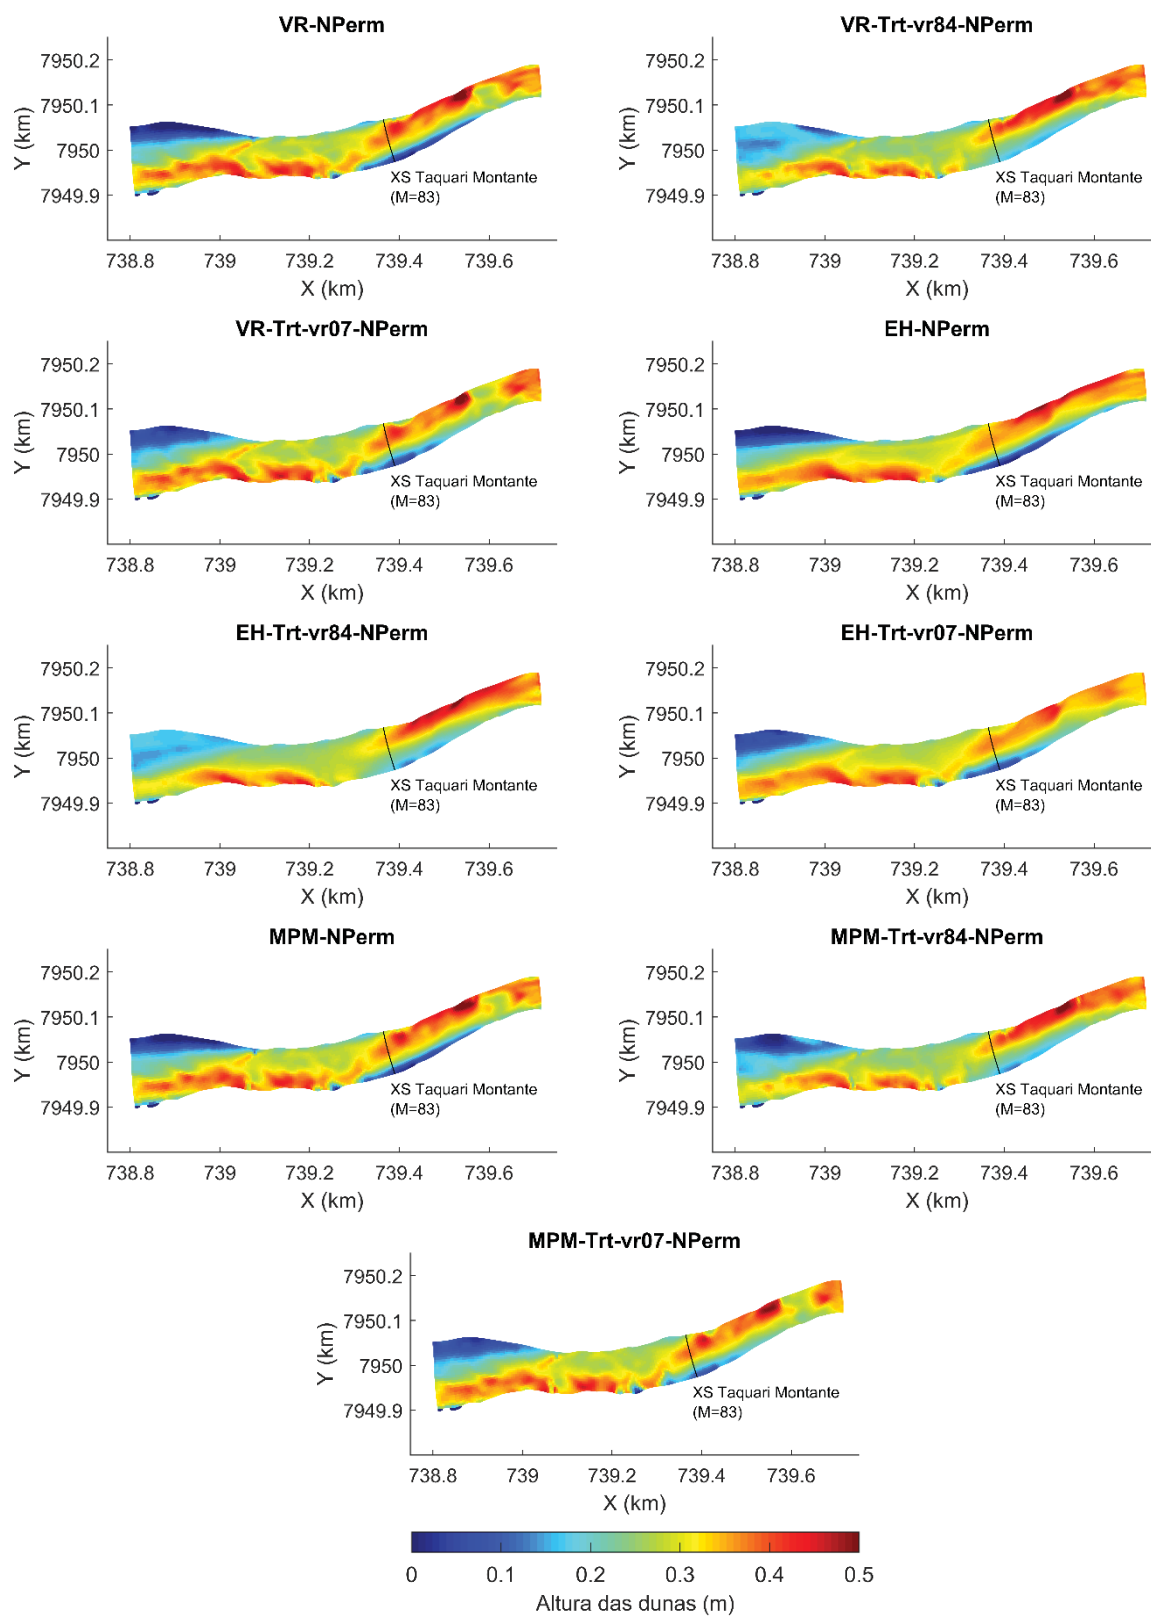 VR-NPerm
VR-Trt-vr84-NPerm
7950.2
7950.1
7950
7949.9
Y (km)
XS Taquari Montante
(M=83)
738.8 739 739.2 739.4 739.6
X (km)
7950.2
7950.1
7950
7949.9
Y (km)
XS Taquari Montante
(M=83)
738.8 739 739.2 739.4 739.6
X (km)
VR-Trt-vr07-NPerm
EH-NPerm
7950.2
7950.1
7950
7949.9
Y (km)
XS Taquari Montante
(M=83)
738.8 739 739.2 739.4 739.6
X (km)
7950.2
7950.1
7950
7949.9
Y (km)
XS Taquari Montante
(M=83)
738.8 739 739.2 739.4 739.6
X (km)
EH-Trt-vr84-NPerm
EH-Trt-vr07-NPerm
7950.2
7950.1
7950
7949.9
Y (km)
XS Taquari Montante
(M=83)
738.8 739 739.2 739.4 739.6
X (km)
7950.2
7950.1
7950
7949.9
Y (km)
XS Taquari Montante
(M=83)
738.8 739 739.2 739.4 739.6
X (km)
MPM-NPerm
MPM-Trt-vr84-NPerm
7950.2
7950.1
7950
7949.9
Y (km)
XS Taquari Montante
(M=83)
738.8 739 739.2 739.4 739.6
X (km)
7950.2
7950.1
7950
7949.9
Y (km)
XS Taquari Montante
(M=83)
738.8 739 739.2 739.4 739.6
X (km)
MPM-Trt-vr07-NPerm
7950.2
7950.1
7950
7949.9
Y (km)
XS Taquari Montante
(M=83)
738.8 739 739.2 739.4 739.6
X (km)
0 0.1 0.2 0.3 0.4 0.5
Altura das dunas (m)